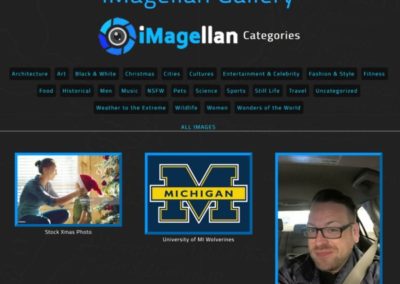 iMagellan Gallery
iMagellan Categories
Architecture Art Black & White Christmas Cities Cultures Entertainment & Celebrity Fashion & Style Fitness
Food Historical Men Music NSFW Pets Science Sports Still Life Travel Uncategorized
Weather to the Extreme Wildlife Women Wonders of the World
ALL IMAGES
MICHIGAN
Stock Xmas Photo
University of MI Wolverines